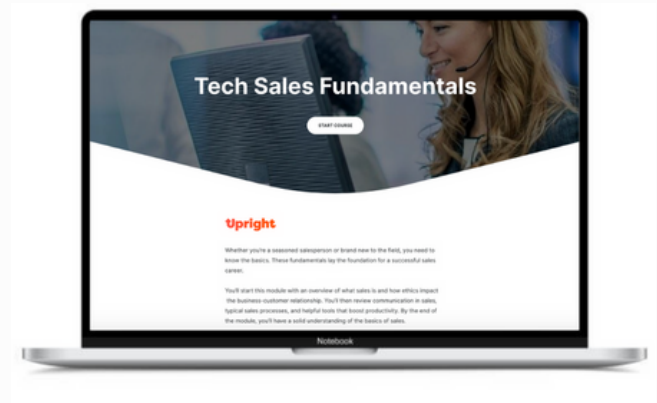 Tech Sales Fundamentals
START COURSE
Upright
Whether you're a seasoned salesperson or brand new to the field, you need to
know the basics. These fundamentals lay the foundation for a successful sales
career.
You'll start this module with an overview of what sales is and how ethics impact
the business-customer relationship. You'll then review communication in sales,
typical sales processes, and helpful tools that boost productivity. By the end of
the module, you'll have a solid understanding of the basics of sales.
Notebook